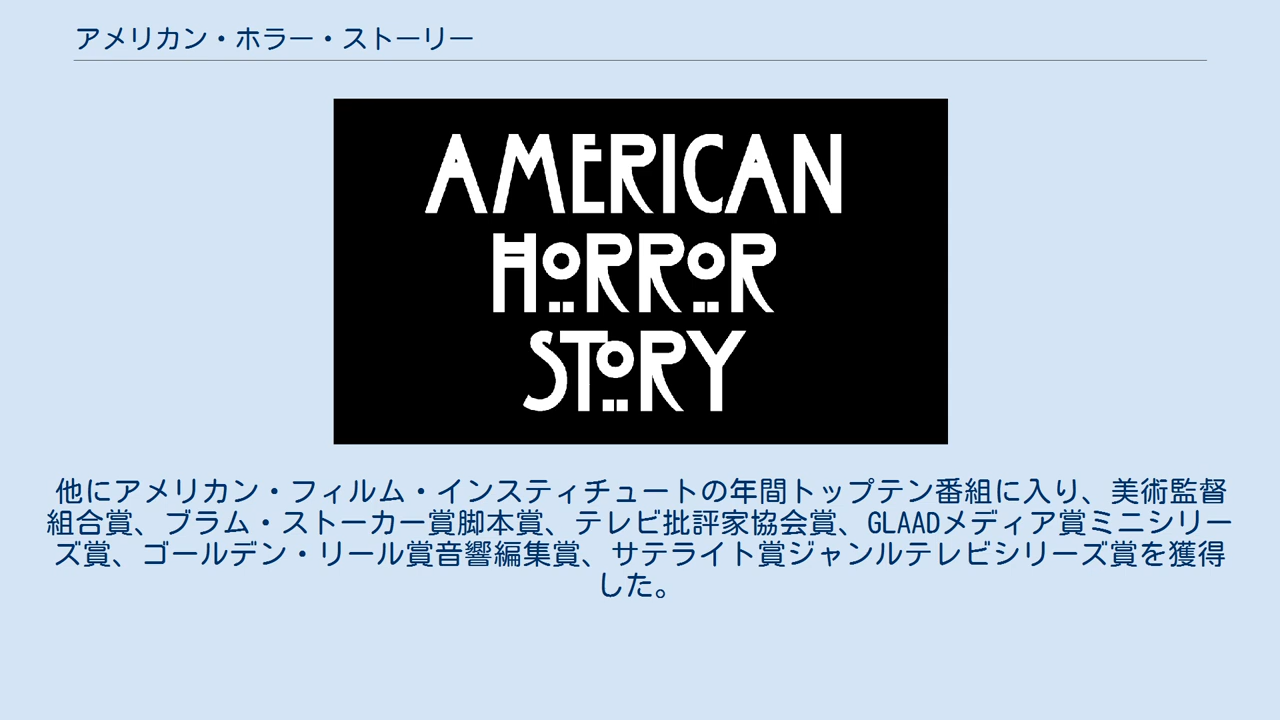 アメリカン・ホラー・ストーリー
AMERICAN
HORROR
STORY
他にアメリカン・フィルム・インスティチュートの年間トップテン番組に入り、美術監督
組合賞、ブラム・ストーカー賞脚本賞、テレビ批評家協会賞、GLAADメディア賞ミニシリー
ズ賞、ゴールデン・リール賞音響編集賞、サテライト賞ジャンルテレビシリーズ賞を獲得
した。